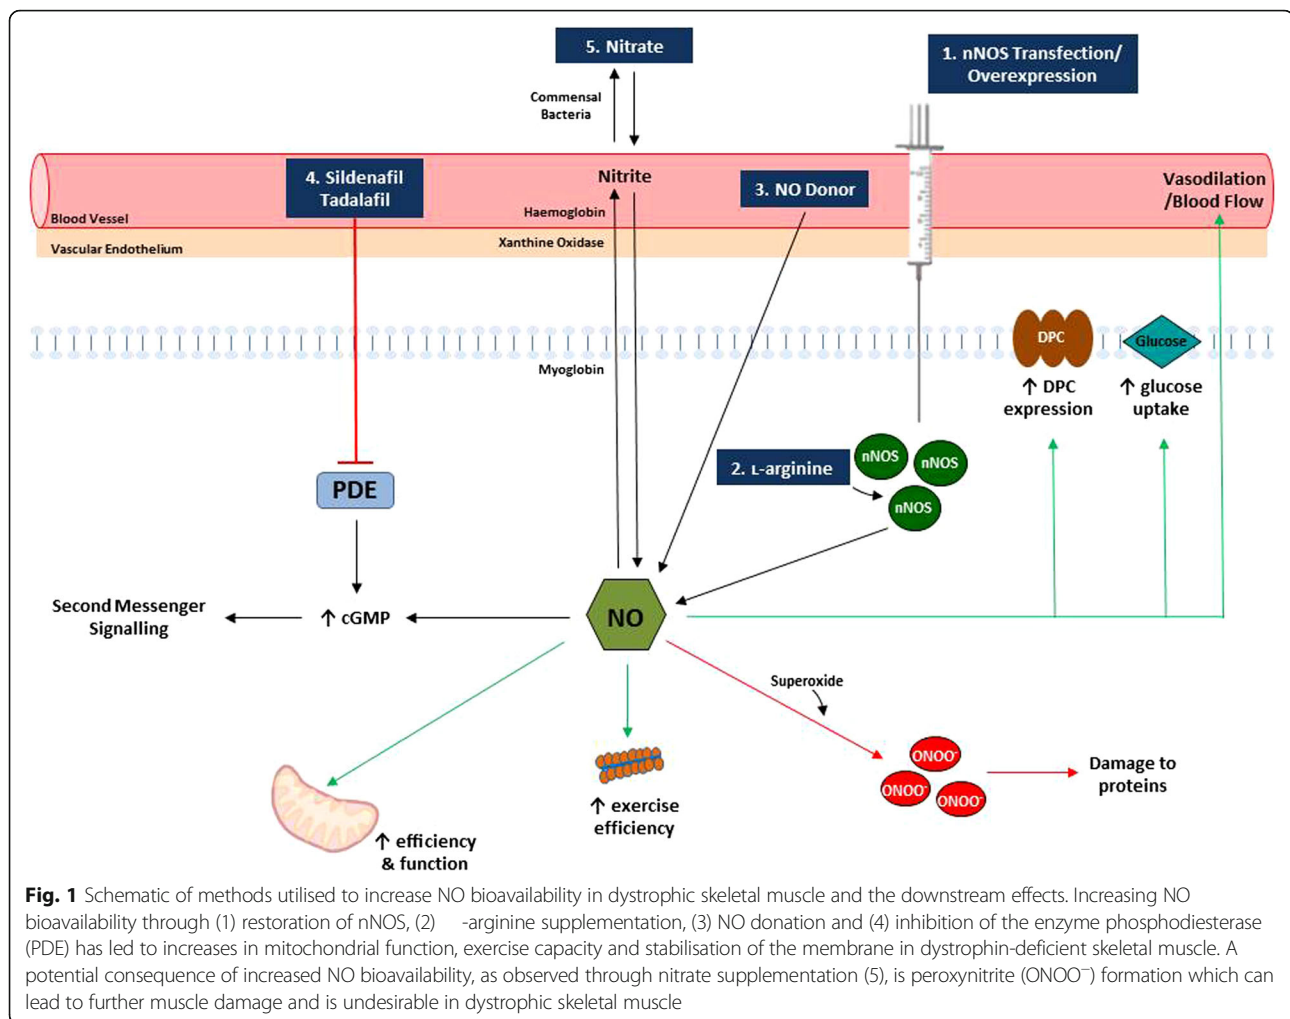 5. Nitrate
1. nNOS Transfection/
Overexpression
Commensal
Bacteria
4. Sildenafil
Tadalafil
Nitrite
3. NO Donor
Vasodilation
/Blood Flow
Blood Vessel
Haemoglobin
Vascular Endothelium
Xanthine Oxidase
DPC
Glucose
Myoglobin
↑ DPC
expression
↑ glucose
uptake
nNOS
nNOS
nNOS
2. L-arginine
PDE
Second Messenger
Signalling
↑ cGMP
NO
Superoxide
ONOO⁻
ONOO⁻
ONOO⁻
Damage to
proteins
↑ exercise
efficiency
↑ efficiency
& function
Fig. 1 Schematic of methods utilised to increase NO bioavailability in dystrophic skeletal muscle and the downstream effects. Increasing NO
bioavailability through (1) restoration of nNOS, (2) -arginine supplementation, (3) NO donation and (4) inhibition of the enzyme phosphodiesterase
(PDE) has led to increases in mitochondrial function, exercise capacity and stabilisation of the membrane in dystrophin-deficient skeletal muscle. A
potential consequence of increased NO bioavailability, as observed through nitrate supplementation (5), is peroxynitrite (ONOO⁻) formation which can
lead to further muscle damage and is undesirable in dystrophic skeletal muscle